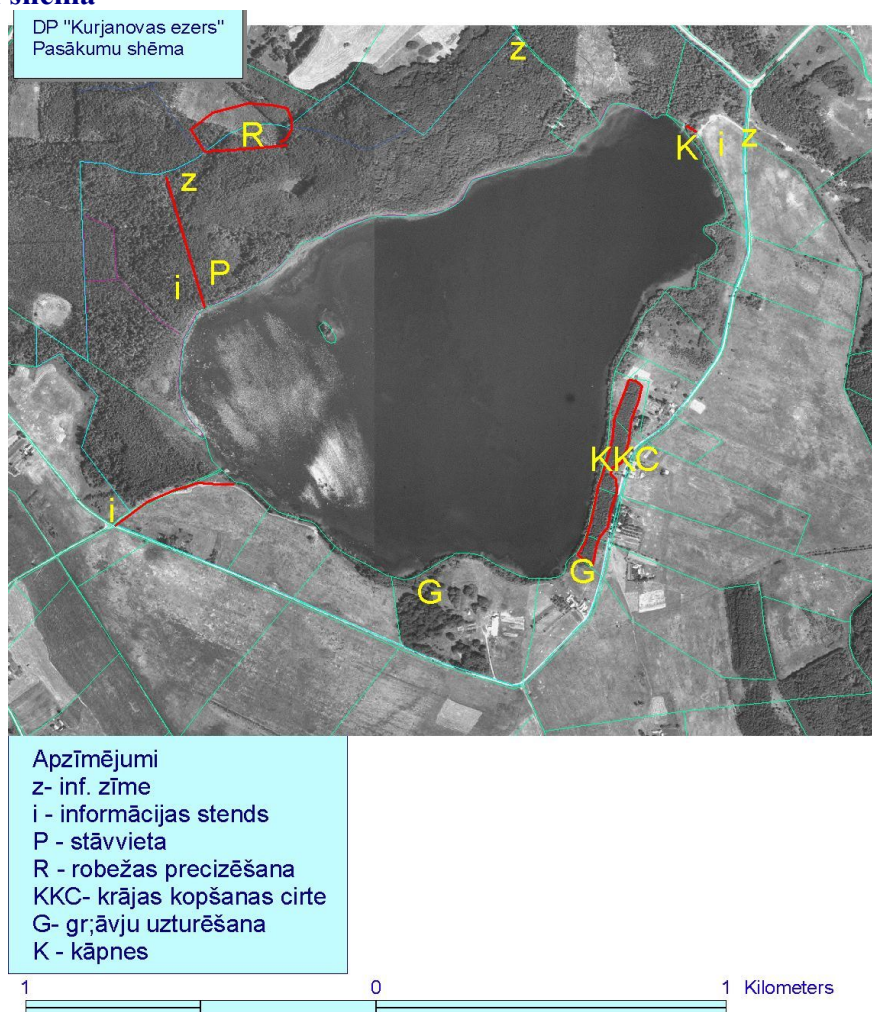 shēma
DP "Kurjanovas ezers"
Pasākumu shēma
z
R
K
i
z
z
i
P
KKC
i
G
G
Apzīmējumi
z- inf. zīme
i - informācijas stends
P - stāvvieta
R - robežas precizēšana
KKC- krājas kopšanas cirte
G- gr;āvju uzturēšana
K - kāpnes
1 0 1 Kilometers